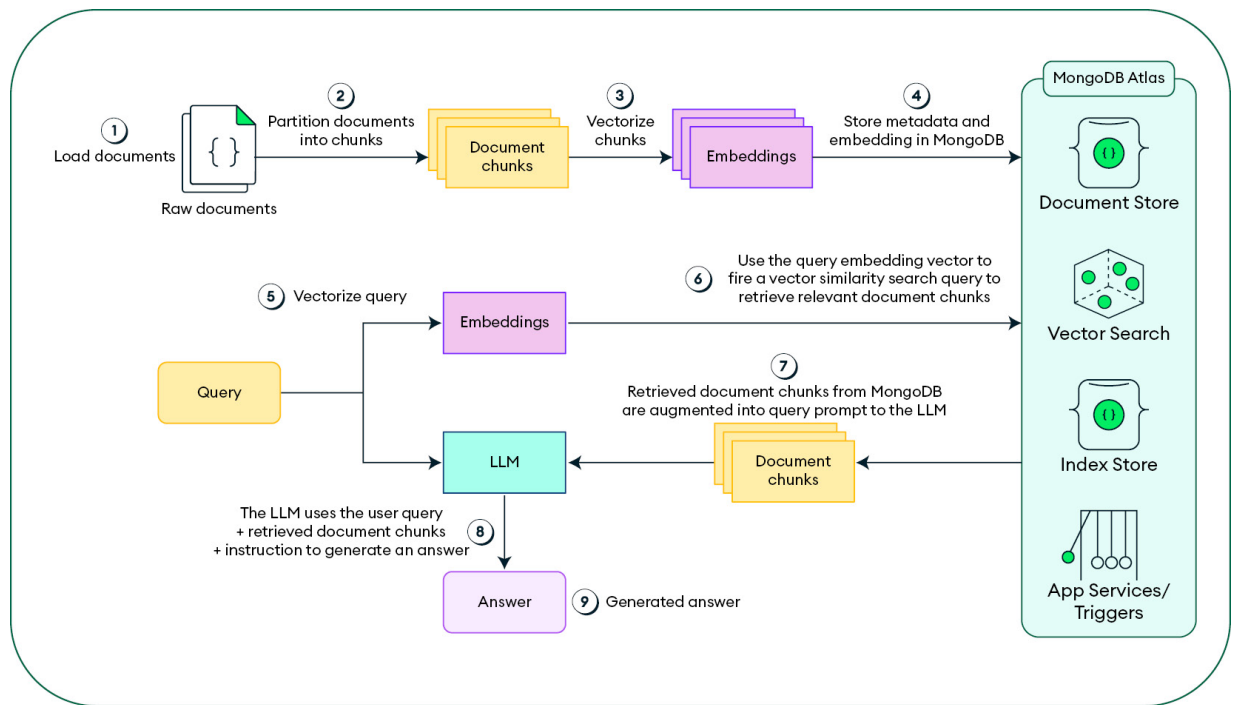 MongoDB Atlas
1
Load documents
{ }
Raw documents
2
Partition documents
into chunks
Document
chunks
3
Vectorize
chunks
Embeddings
4
Store metadata and
embedding in MongoDB
{ }
Document Store
5
Vectorize query
Embeddings
6
Use the query embedding vector to
fire a vector similarity search query to
retrieve relevant document chunks
Vector Search
Query
7
Retrieved document chunks from MongoDB
are augmented into query prompt to the LLM
LLM
Document
chunks
{ }
Index Store
The LLM uses the user query
+ retrieved document chunks
+ instruction to generate an answer
8
Answer
9
Generated answer
App Services/
Triggers